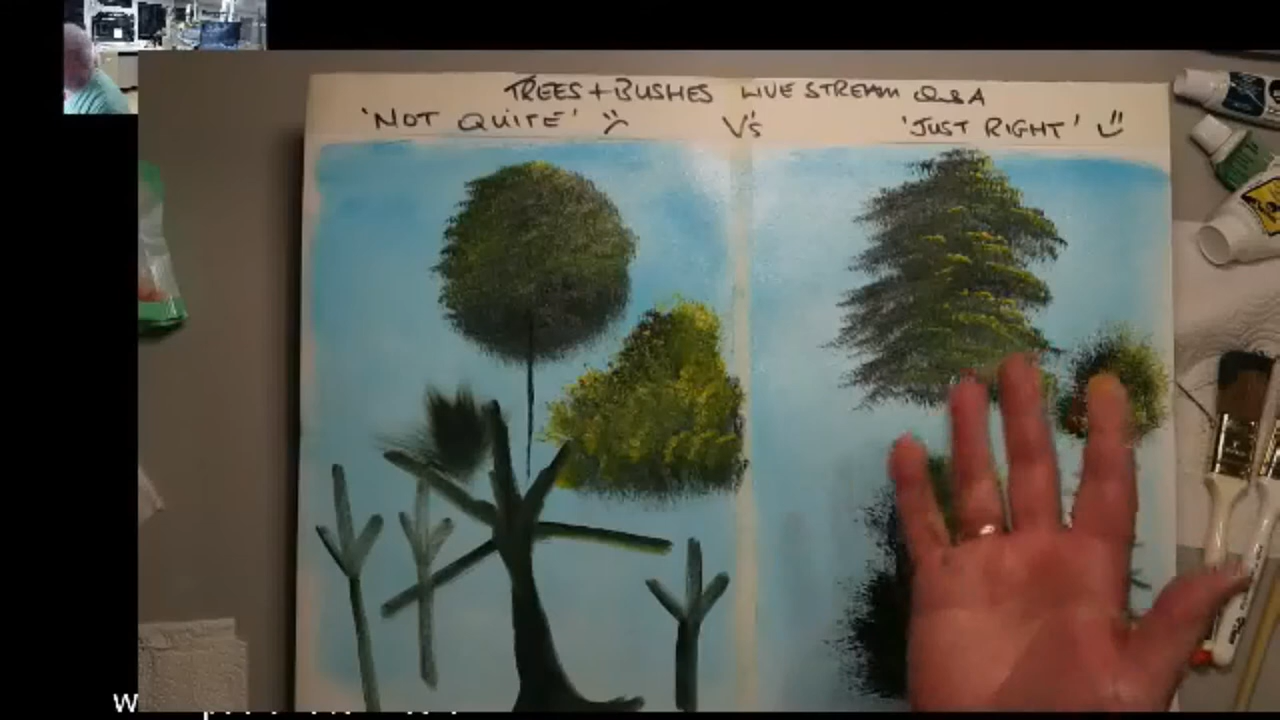 TREES + BUSHES LIVE STREAM Q&A
'NOT QUITE' ☹ V's 'JUST RIGHT' ☺